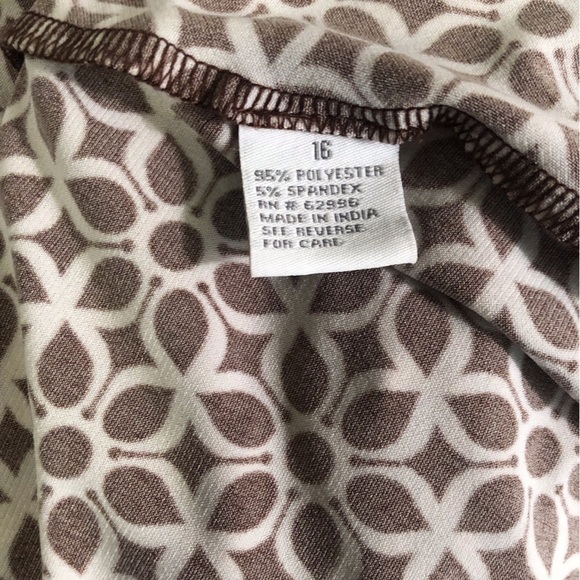 16
95% POLYESTER
5% SPANDEX
RN # 62996
MADE IN INDIA
SEE REVERSE
FOR CARE